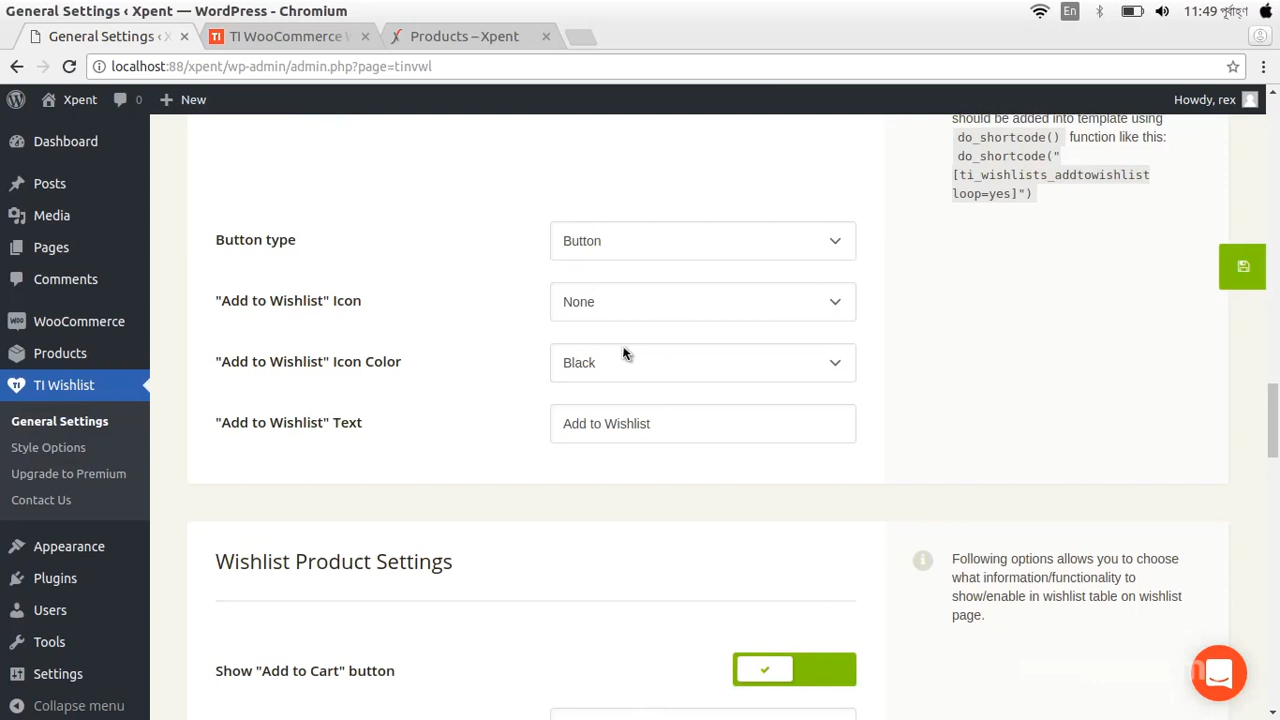 General Settings ‹ Xpent — WordPress - Chromium
En
11:49 পূর্বাহ্ণ
General Settings ‹ X
TI WooCommerce W
Products – Xpent
localhost:88/xpent/wp-admin/admin.php?page=tinvwl
Xpent
0
New
Howdy, rex
Dashboard
Posts
Media
Pages
Comments
WooCommerce
Products
TI Wishlist
General Settings
Style Options
Upgrade to Premium
Contact Us
Appearance
Plugins
Users
Tools
Settings
Collapse menu
should be added into template using
do_shortcode() function like this:
do_shortcode("
[ti_wishlists_addtowishlist
loop=yes]")
Button type
Button
"Add to Wishlist" Icon
None
"Add to Wishlist" Icon Color
Black
"Add to Wishlist" Text
Add to Wishlist
Wishlist Product Settings
Following options allows you to choose
what information/functionality to
show/enable in wishlist table on wishlist
page.
Show "Add to Cart" button